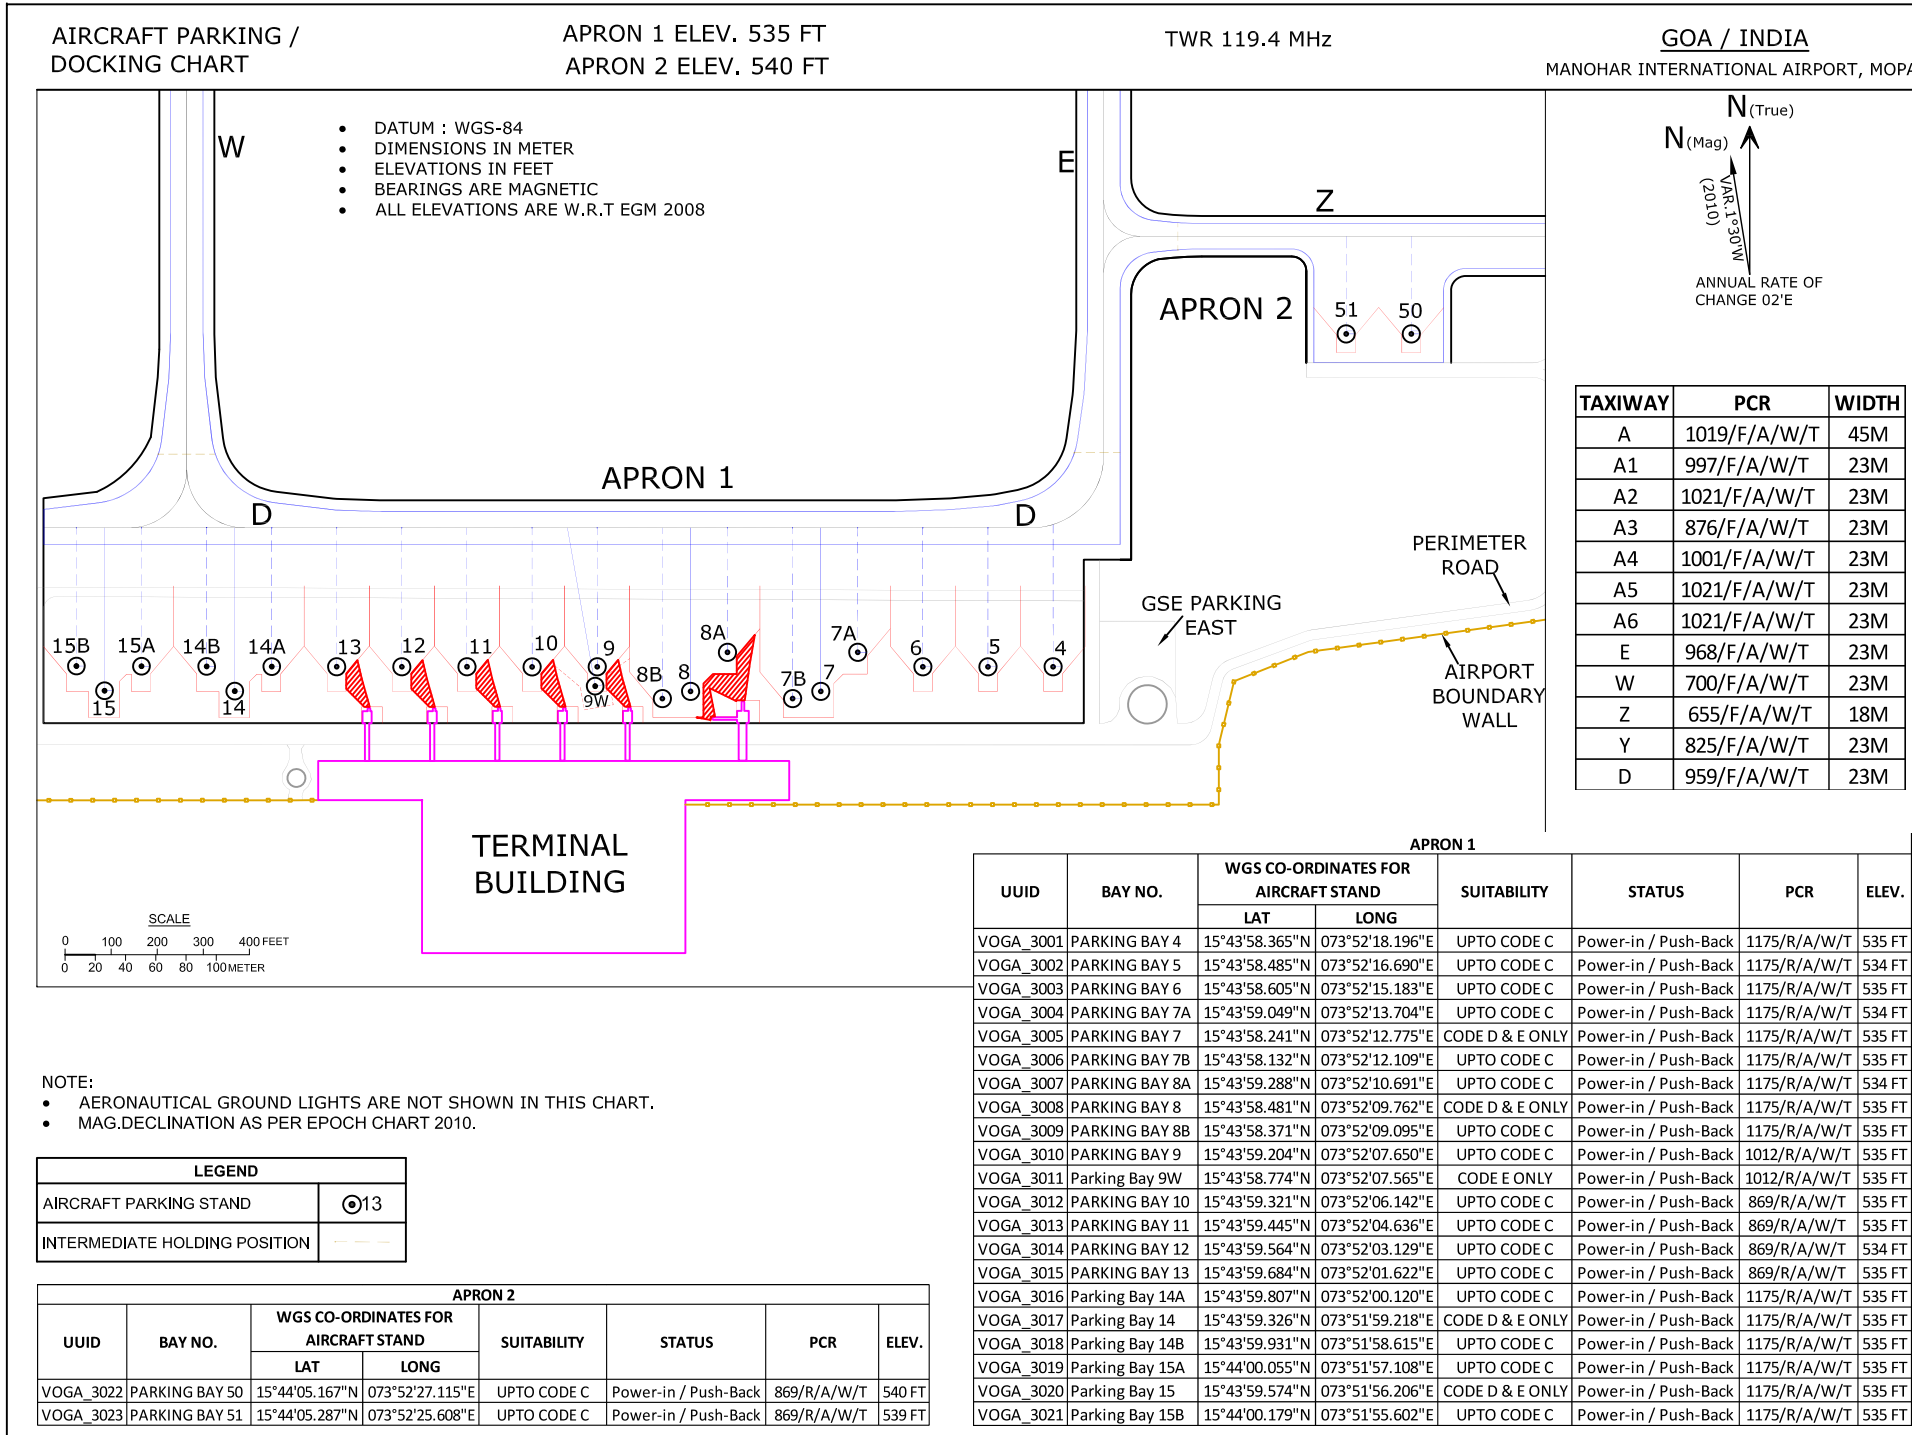 AIRCRAFT PARKING /
DOCKING CHART
APRON 1 ELEV. 535 FT
APRON 2 ELEV. 540 FT
TWR 119.4 MHz
GOA / INDIA
MANOHAR INTERNATIONAL AIRPORT, MOPA
• DATUM : WGS-84
• DIMENSIONS IN METER
• ELEVATIONS IN FEET
• BEARINGS ARE MAGNETIC
• ALL ELEVATIONS ARE W.R.T EGM 2008
W
E
Z
N(True)
N(Mag)
VAR.1°30'W
(2010)
ANNUAL RATE OF
CHANGE 02'E
APRON 2
51 50
APRON 1
D D
PERIMETER
ROAD
GSE PARKING
EAST
AIRPORT
BOUNDARY
WALL
15B 15A 14B 14A 13 12 11 10 9 8A 7A 6 5 4
15 14 9W 8B 8 7B 7
TERMINAL
BUILDING
SCALE
0 100 200 300 400 FEET
0 20 40 60 80 100 METER
TAXIWAY PCR WIDTH
A 1019/F/A/W/T 45M
A1 997/F/A/W/T 23M
A2 1021/F/A/W/T 23M
A3 876/F/A/W/T 23M
A4 1001/F/A/W/T 23M
A5 1021/F/A/W/T 23M
A6 1021/F/A/W/T 23M
E 968/F/A/W/T 23M
W 700/F/A/W/T 23M
Z 655/F/A/W/T 18M
Y 825/F/A/W/T 23M
D 959/F/A/W/T 23M
APRON 1
UUID BAY NO. WGS CO-ORDINATES FOR AIRCRAFT STAND SUITABILITY STATUS PCR ELEV.
LAT LONG
VOGA_3001 PARKING BAY 4 15°43'58.365"N 073°52'18.196"E UPTO CODE C Power-in / Push-Back 1175/R/A/W/T 535 FT
VOGA_3002 PARKING BAY 5 15°43'58.485"N 073°52'16.690"E UPTO CODE C Power-in / Push-Back 1175/R/A/W/T 534 FT
VOGA_3003 PARKING BAY 6 15°43'58.605"N 073°52'15.183"E UPTO CODE C Power-in / Push-Back 1175/R/A/W/T 535 FT
VOGA_3004 PARKING BAY 7A 15°43'59.049"N 073°52'13.704"E UPTO CODE C Power-in / Push-Back 1175/R/A/W/T 534 FT
VOGA_3005 PARKING BAY 7 15°43'58.241"N 073°52'12.775"E CODE D & E ONLY Power-in / Push-Back 1175/R/A/W/T 535 FT
VOGA_3006 PARKING BAY 7B 15°43'58.132"N 073°52'12.109"E UPTO CODE C Power-in / Push-Back 1175/R/A/W/T 535 FT
VOGA_3007 PARKING BAY 8A 15°43'59.288"N 073°52'10.691"E UPTO CODE C Power-in / Push-Back 1175/R/A/W/T 534 FT
VOGA_3008 PARKING BAY 8 15°43'58.481"N 073°52'09.762"E CODE D & E ONLY Power-in / Push-Back 1175/R/A/W/T 535 FT
VOGA_3009 PARKING BAY 8B 15°43'58.371"N 073°52'09.095"E UPTO CODE C Power-in / Push-Back 1175/R/A/W/T 535 FT
VOGA_3010 PARKING BAY 9 15°43'59.204"N 073°52'07.650"E UPTO CODE C Power-in / Push-Back 1012/R/A/W/T 535 FT
VOGA_3011 Parking Bay 9W 15°43'58.774"N 073°52'07.565"E CODE E ONLY Power-in / Push-Back 1012/R/A/W/T 535 FT
VOGA_3012 PARKING BAY 10 15°43'59.321"N 073°52'06.142"E UPTO CODE C Power-in / Push-Back 869/R/A/W/T 535 FT
VOGA_3013 PARKING BAY 11 15°43'59.445"N 073°52'04.636"E UPTO CODE C Power-in / Push-Back 869/R/A/W/T 535 FT
VOGA_3014 PARKING BAY 12 15°43'59.564"N 073°52'03.129"E UPTO CODE C Power-in / Push-Back 869/R/A/W/T 534 FT
VOGA_3015 PARKING BAY 13 15°43'59.684"N 073°52'01.622"E UPTO CODE C Power-in / Push-Back 869/R/A/W/T 535 FT
VOGA_3016 Parking Bay 14A 15°43'59.807"N 073°52'00.120"E UPTO CODE C Power-in / Push-Back 1175/R/A/W/T 535 FT
VOGA_3017 Parking Bay 14 15°43'59.326"N 073°51'59.218"E CODE D & E ONLY Power-in / Push-Back 1175/R/A/W/T 535 FT
VOGA_3018 Parking Bay 14B 15°43'59.931"N 073°51'58.615"E UPTO CODE C Power-in / Push-Back 1175/R/A/W/T 535 FT
VOGA_3019 Parking Bay 15A 15°44'00.055"N 073°51'57.108"E UPTO CODE C Power-in / Push-Back 1175/R/A/W/T 535 FT
VOGA_3020 Parking Bay 15 15°43'59.574"N 073°51'56.206"E CODE D & E ONLY Power-in / Push-Back 1175/R/A/W/T 535 FT
VOGA_3021 Parking Bay 15B 15°44'00.179"N 073°51'55.602"E UPTO CODE C Power-in / Push-Back 1175/R/A/W/T 535 FT
NOTE:
• AERONAUTICAL GROUND LIGHTS ARE NOT SHOWN IN THIS CHART.
• MAG.DECLINATION AS PER EPOCH CHART 2010.
LEGEND
AIRCRAFT PARKING STAND 13
INTERMEDIATE HOLDING POSITION
APRON 2
UUID BAY NO. WGS CO-ORDINATES FOR AIRCRAFT STAND SUITABILITY STATUS PCR ELEV.
LAT LONG
VOGA_3022 PARKING BAY 50 15°44'05.167"N 073°52'27.115"E UPTO CODE C Power-in / Push-Back 869/R/A/W/T 540 FT
VOGA_3023 PARKING BAY 51 15°44'05.287"N 073°52'25.608"E UPTO CODE C Power-in / Push-Back 869/R/A/W/T 539 FT